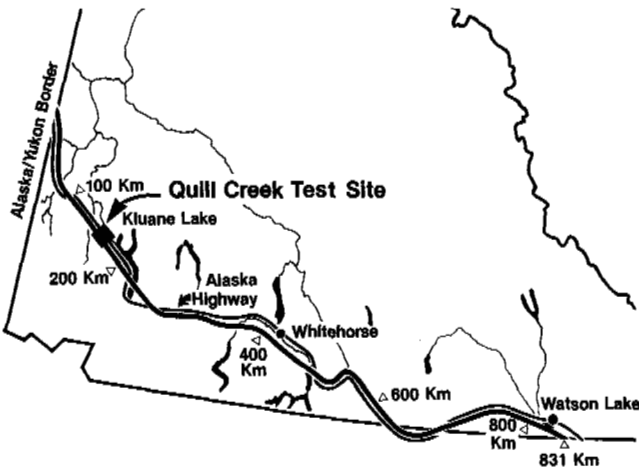 Alaska/Yukon Border
100 Km
Quill Creek Test Site
Kluane Lake
200 Km
Alaska
Highway
Whitehorse
400
Km
600 Km
Watson Lake
800
Km
831 Km